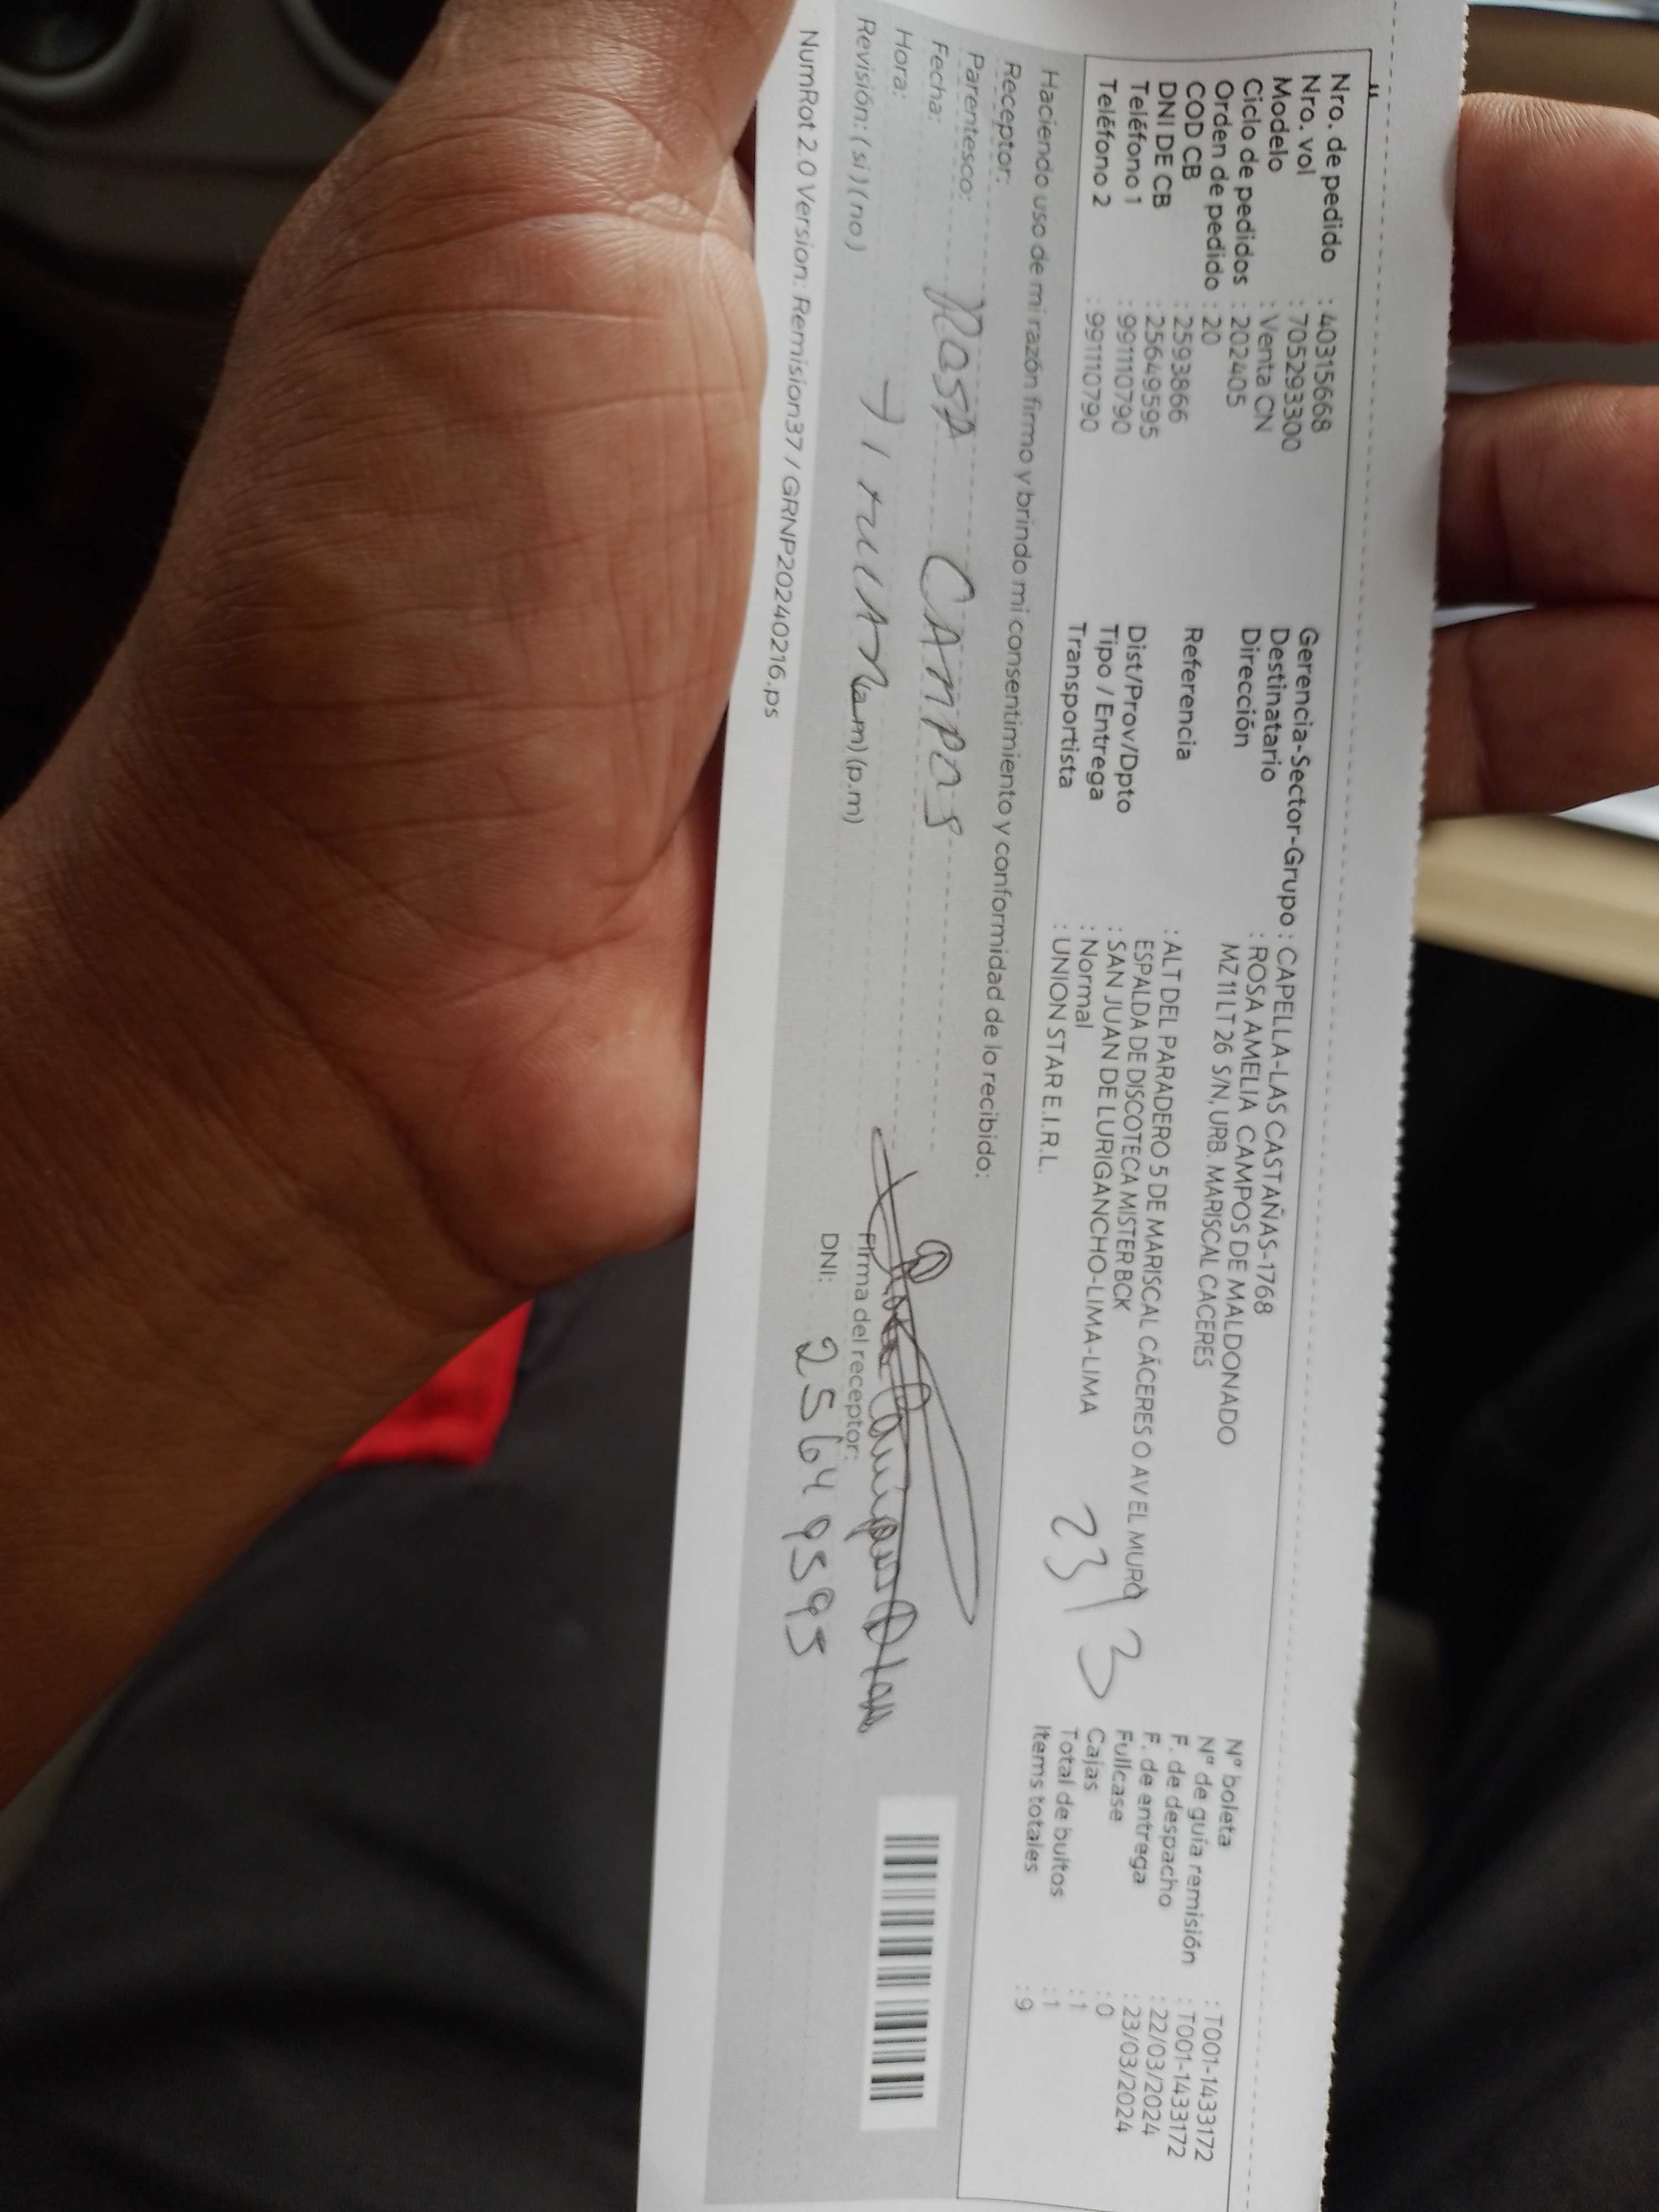 Nro. de pedido : 40315668
Nro. vol : 705293300
Modelo : Venta CN
Ciclo de pedidos : 202405
Orden de pedido : 20
COD CB : 2593866
DNI DE CB : 25649595
Teléfono 1 : 991110790
Teléfono 2 : 991110790
Gerencia-Sector-Grupo : CAPELLA-LAS CASTAÑAS-1768
Destinatario : ROSA AMELIA CAMPOS DE MALDONADO
Dirección MZ 11 LT 26 S/N, URB. MARISCAL CACERES
Referencia : ALT DEL PARADERO 5 DE MARISCAL CÁCERES O AV EL MURO
ESPALDA DE DISCOTECA MISTER BCK
Dist/Prov/Dpto : SAN JUAN DE LURIGANCHO-LIMA-LIMA
Tipo / Entrega : Normal
Transportista : UNION STAR E.I.R.L.
23
3
N° boleta : T001-1433172
N° de guía remisión : T001-1433172
F. de despacho : 22/03/2024
F. de entrega : 23/03/2024
Fullcase : 0
Cajas : 1
Total de bultos : 1
Items totales : 9
Haciendo uso de mi razón firmo y brindo mi consentimiento y conformidad de lo recibido:
Receptor:
Parentesco: Rosa CAMPOS
Fecha:
Hora: (a.m) (p.m)
Revisión: (si) (no)
Firma del receptor:
DNI: 25649595
NumRot 2.0 Version: Remision37 / GRNP20240216.ps